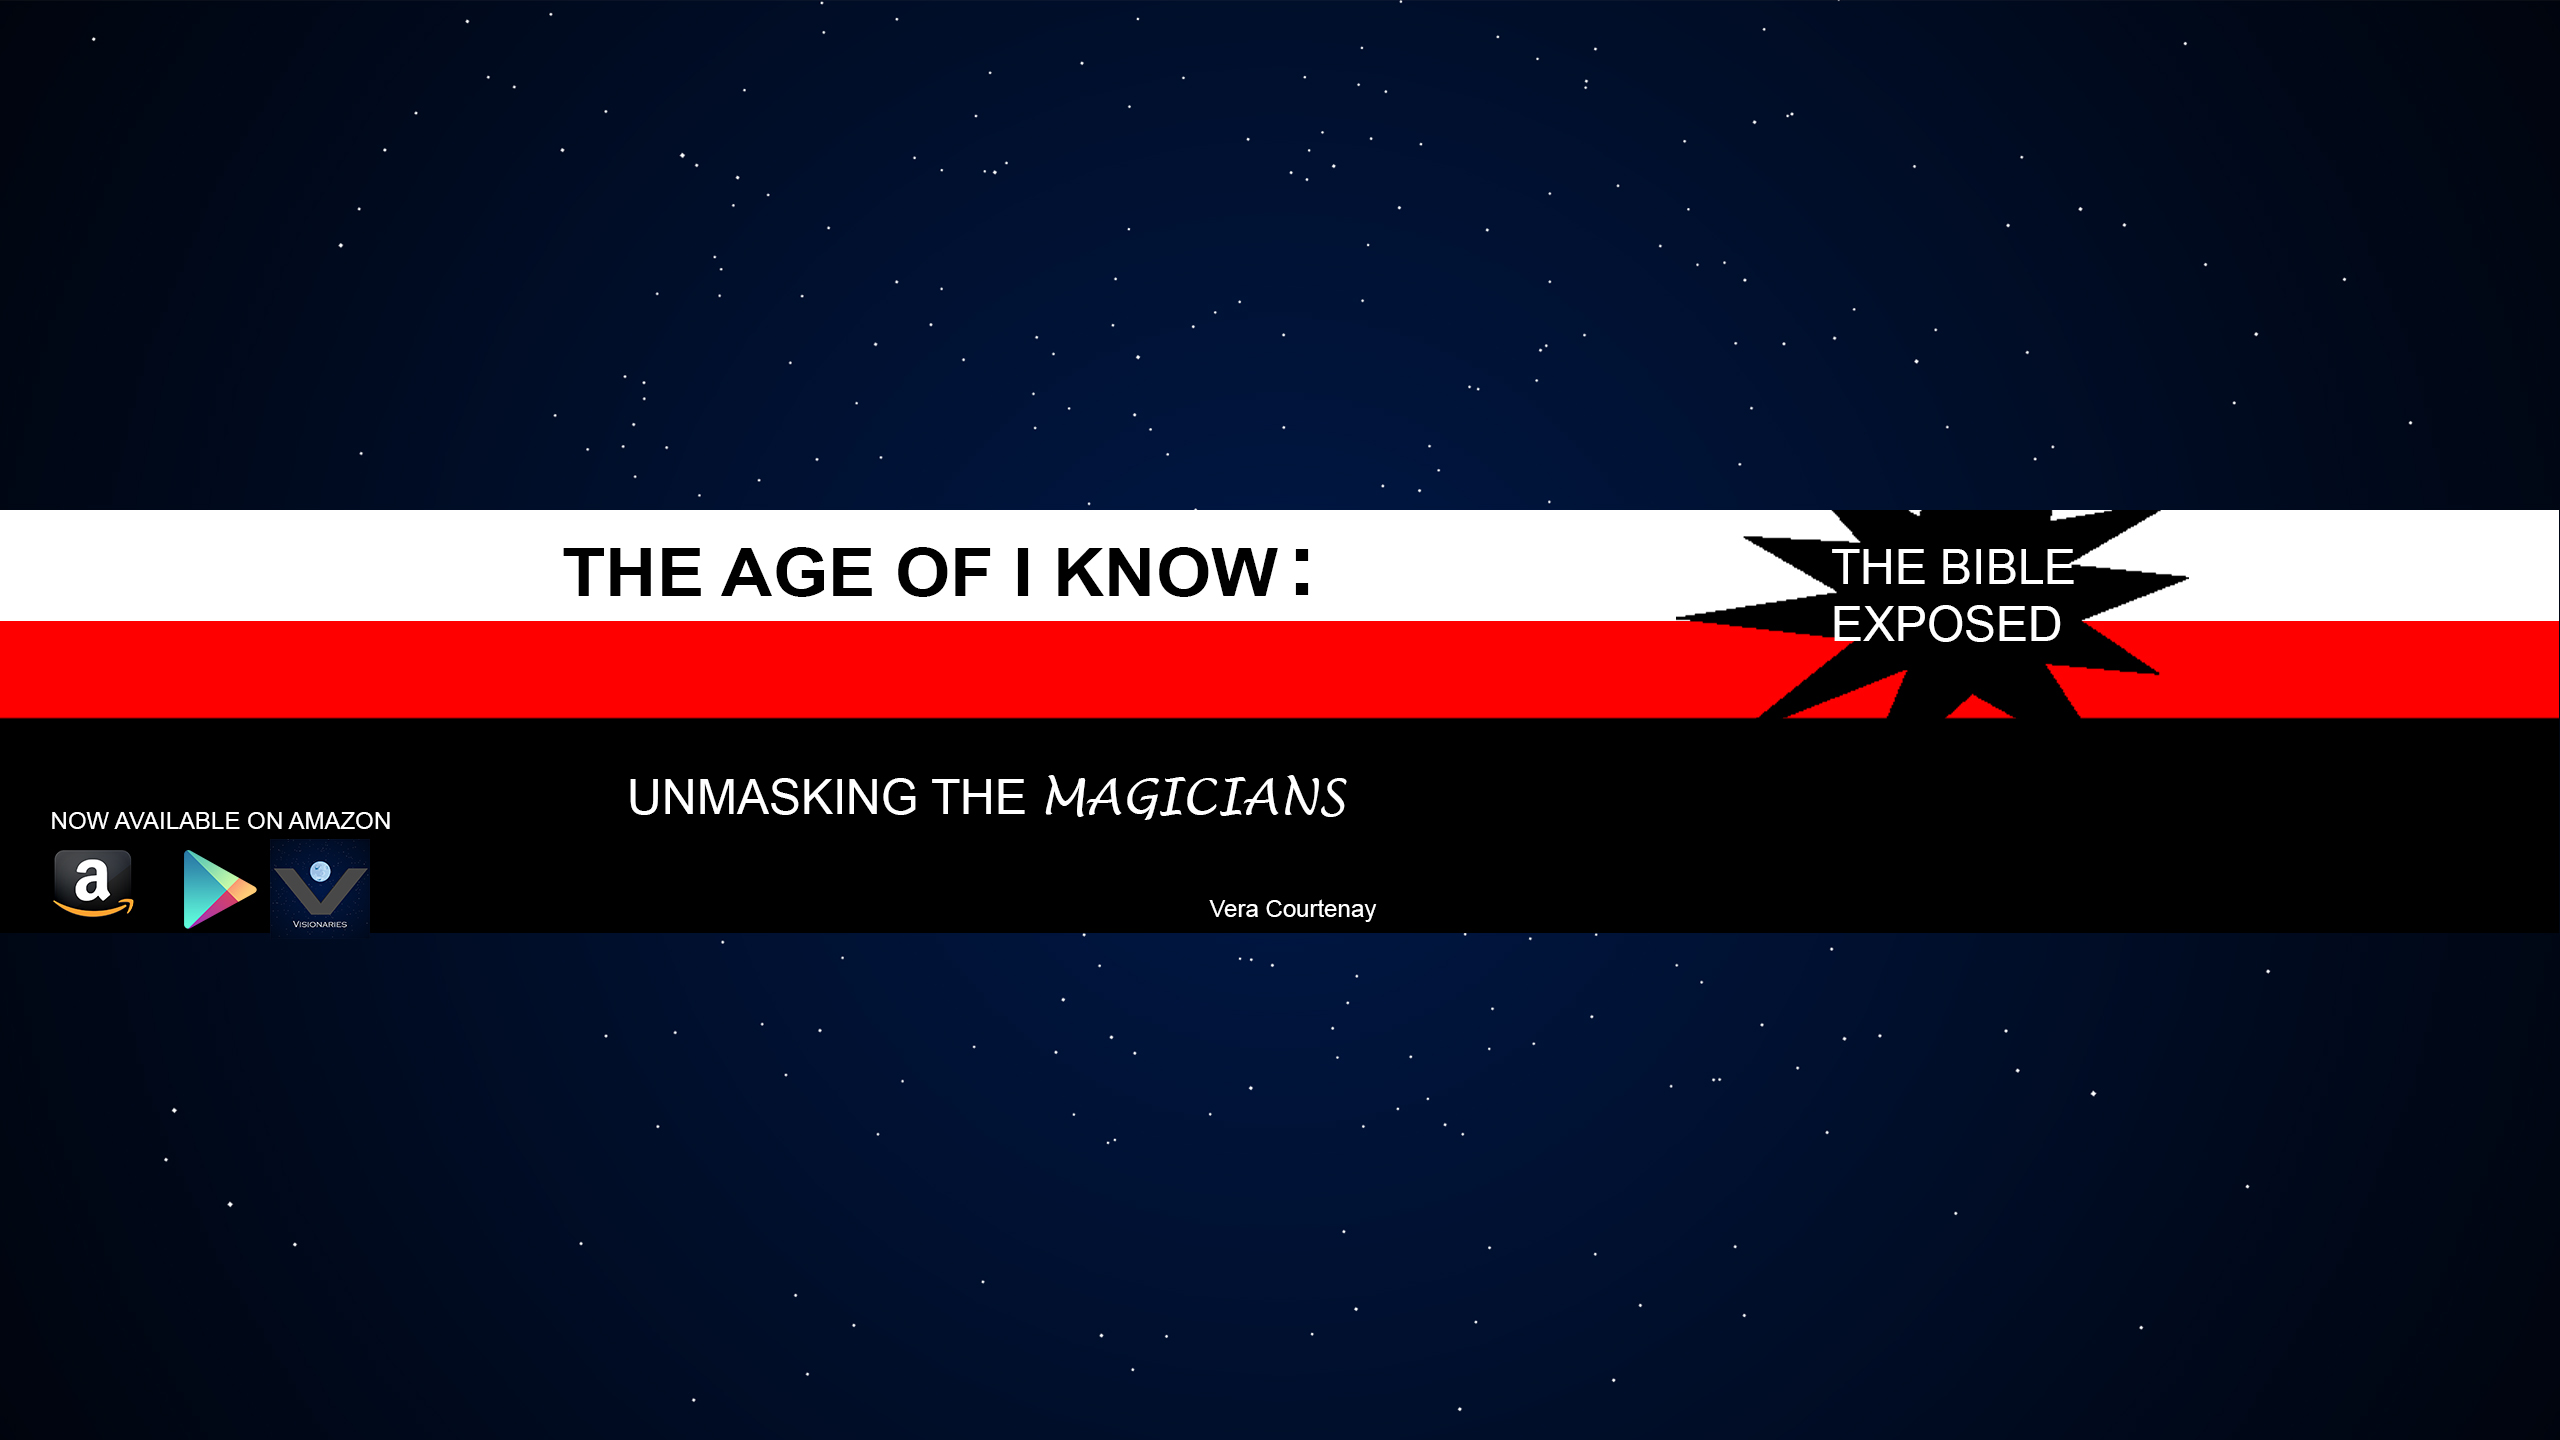 THE AGE OF I KNOW:
THE BIBLE
EXPOSED
UNMASKING THE MAGICIANS
NOW AVAILABLE ON AMAZON
a
VISIONARIES
Vera Courtenay